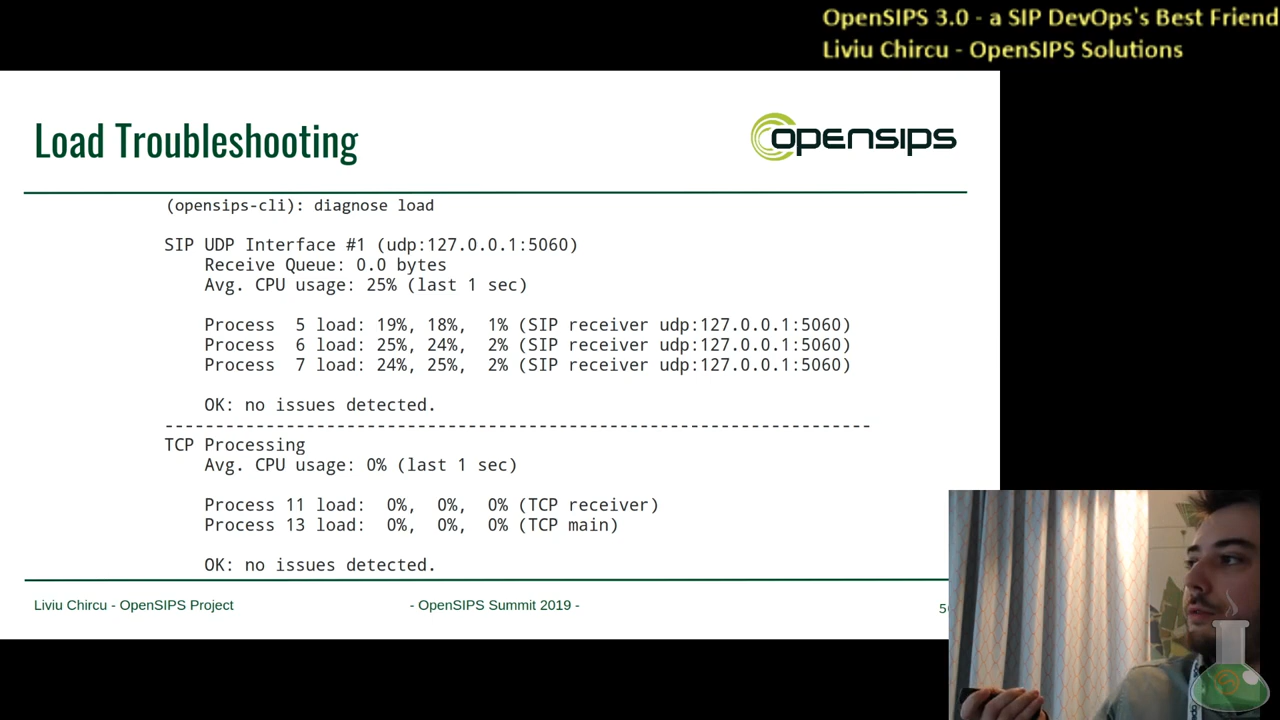 OpenSIPS 3.0 - a SIP DevOps's Best Friend
Liviu Chircu - OpenSIPS Solutions
Load Troubleshooting
opensips
(opensips-cli): diagnose load
SIP UDP Interface #1 (udp:127.0.0.1:5060)
Receive Queue: 0.0 bytes
Avg. CPU usage: 25% (last 1 sec)
Process  5 load: 19%, 18%,  1% (SIP receiver udp:127.0.0.1:5060)
Process  6 load: 25%, 24%,  2% (SIP receiver udp:127.0.0.1:5060)
Process  7 load: 24%, 25%,  2% (SIP receiver udp:127.0.0.1:5060)
OK: no issues detected.
----------------------------------------------------------------------
TCP Processing
Avg. CPU usage: 0% (last 1 sec)
Process 11 load:  0%,  0%,  0% (TCP receiver)
Process 13 load:  0%,  0%,  0% (TCP main)
OK: no issues detected.
Liviu Chircu - OpenSIPS Project
- OpenSIPS Summit 2019 -